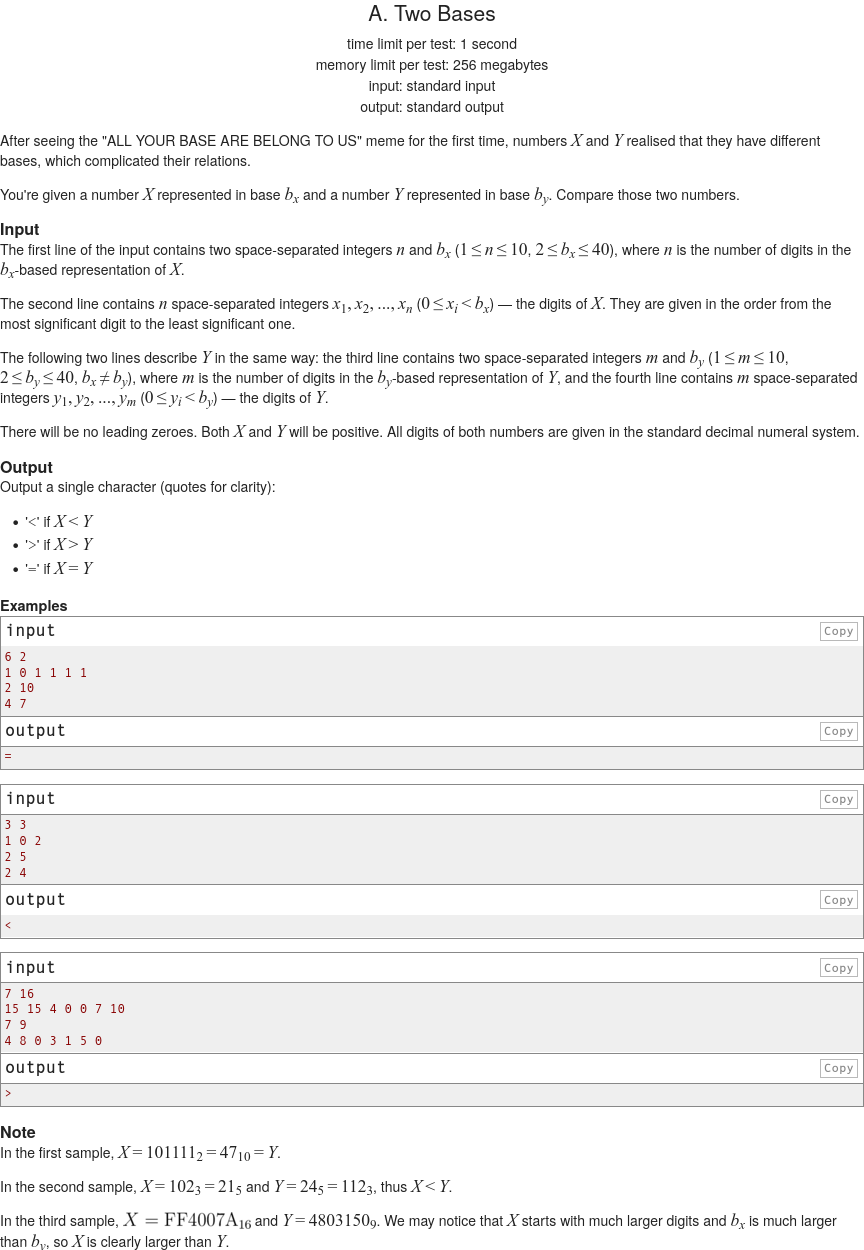 A. Two Bases
time limit per test: 1 second
memory limit per test: 256 megabytes
input: standard input
output: standard output
After seeing the "ALL YOUR BASE ARE BELONG TO US" meme for the first time, numbers X and Y realised that they have different
bases, which complicated their relations.
You're given a number X represented in base b_x and a number Y represented in base b_y. Compare those two numbers.
Input
The first line of the input contains two space-separated integers n and b_x (1 ≤ n ≤ 10, 2 ≤ b_x ≤ 40), where n is the number of digits in the
b_x-based representation of X.
The second line contains n space-separated integers x_1, x_2, ..., x_n (0 ≤ x_i < b_x) — the digits of X. They are given in the order from the
most significant digit to the least significant one.
The following two lines describe Y in the same way: the third line contains two space-separated integers m and b_y (1 ≤ m ≤ 10,
2 ≤ b_y ≤ 40, b_x ≠ b_y), where m is the number of digits in the b_y-based representation of Y, and the fourth line contains m space-separated
integers y_1, y_2, ..., y_m (0 ≤ y_i < b_y) — the digits of Y.
There will be no leading zeroes. Both X and Y will be positive. All digits of both numbers are given in the standard decimal numeral system.
Output
Output a single character (quotes for clarity):
• '<' if X < Y
• '>' if X > Y
• '=' if X = Y
Examples
input Copy
6 2
1 0 1 1 1 1
2 10
4 7
output Copy
=
input Copy
3 3
1 0 2
2 5
2 4
output Copy
<
input Copy
7 16
15 15 4 0 0 7 10
7 9
4 8 0 3 1 5 0
output Copy
>
Note
In the first sample, X = 101111_2 = 47_10 = Y.
In the second sample, X = 102_3 = 21_5 and Y = 24_5 = 112_3, thus X < Y.
In the third sample, X = FF4007A_16 and Y = 4803150_9. We may notice that X starts with much larger digits and b_x is much larger
than b_y, so X is clearly larger than Y.